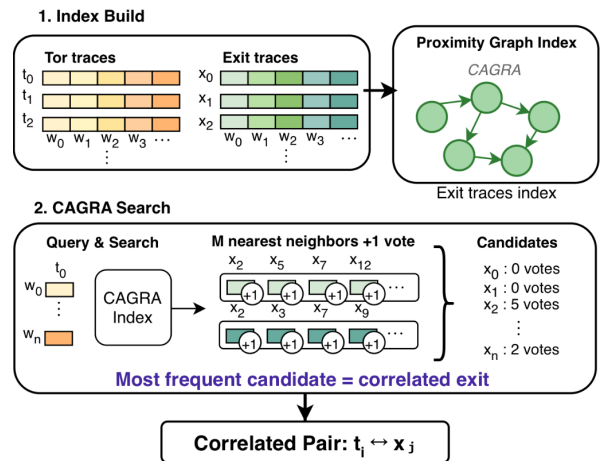 1. Index Build
Tor traces
Exit traces
t0
t1
t2
w0 w1 w2 w3 ...
⋮
x0
x1
x2
w0 w1 w2 w3 ...
⋮
Proximity Graph Index
CAGRA
Exit traces index
2. CAGRA Search
Query & Search
t0
w0
⋮
wn
CAGRA
Index
M nearest neighbors +1 vote
x2 x5 x7 x12
+1 +1 +1 +1 ...
x2 x3 x7 x9
+1 +1 +1 +1 ...
Candidates
x0 : 0 votes
x1 : 0 votes
x2 : 5 votes
⋮
xn : 2 votes
Most frequent candidate = correlated exit
Correlated Pair: ti ↔ xj